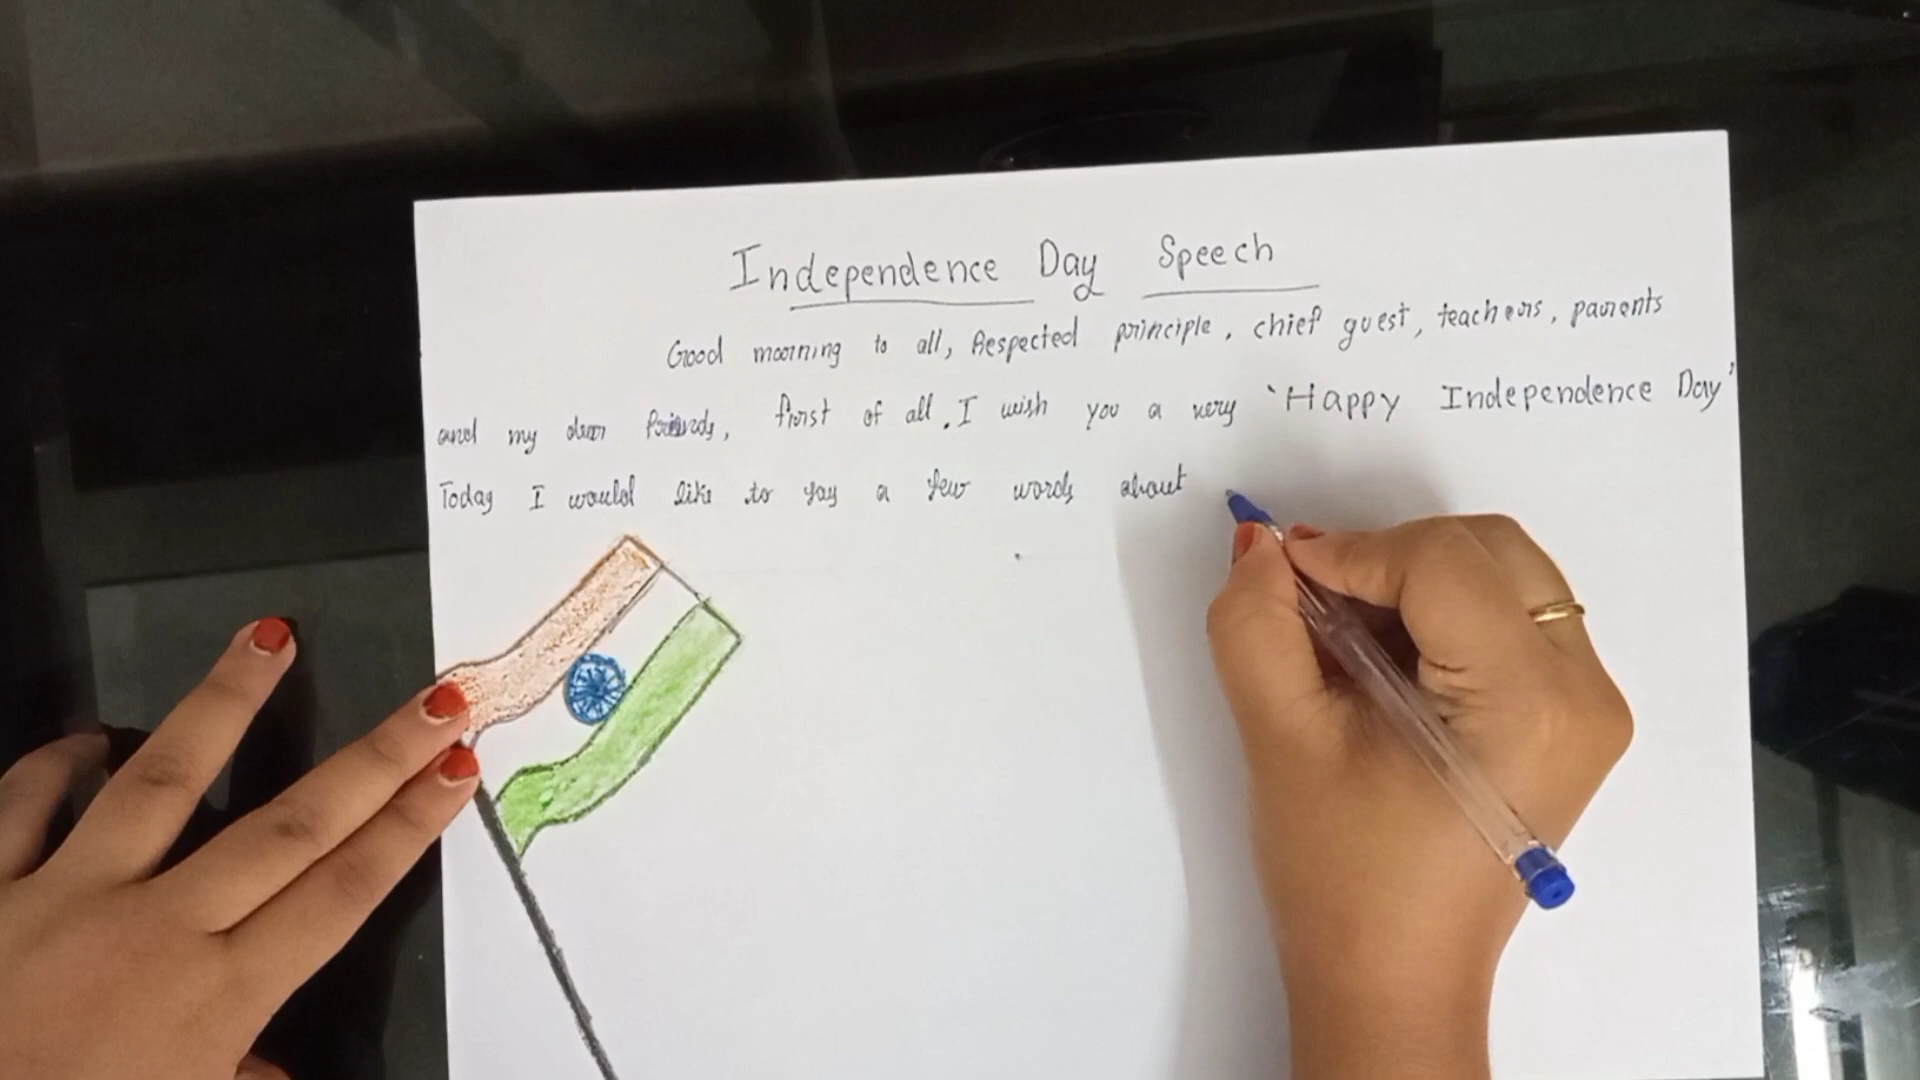 Independence Day Speech
Good morning to all, Respected principle, chief guest, teachers, parents
and my dear friends, first of all, I wish you a very 'Happy Independence Day'
Today I would like to say a few words about